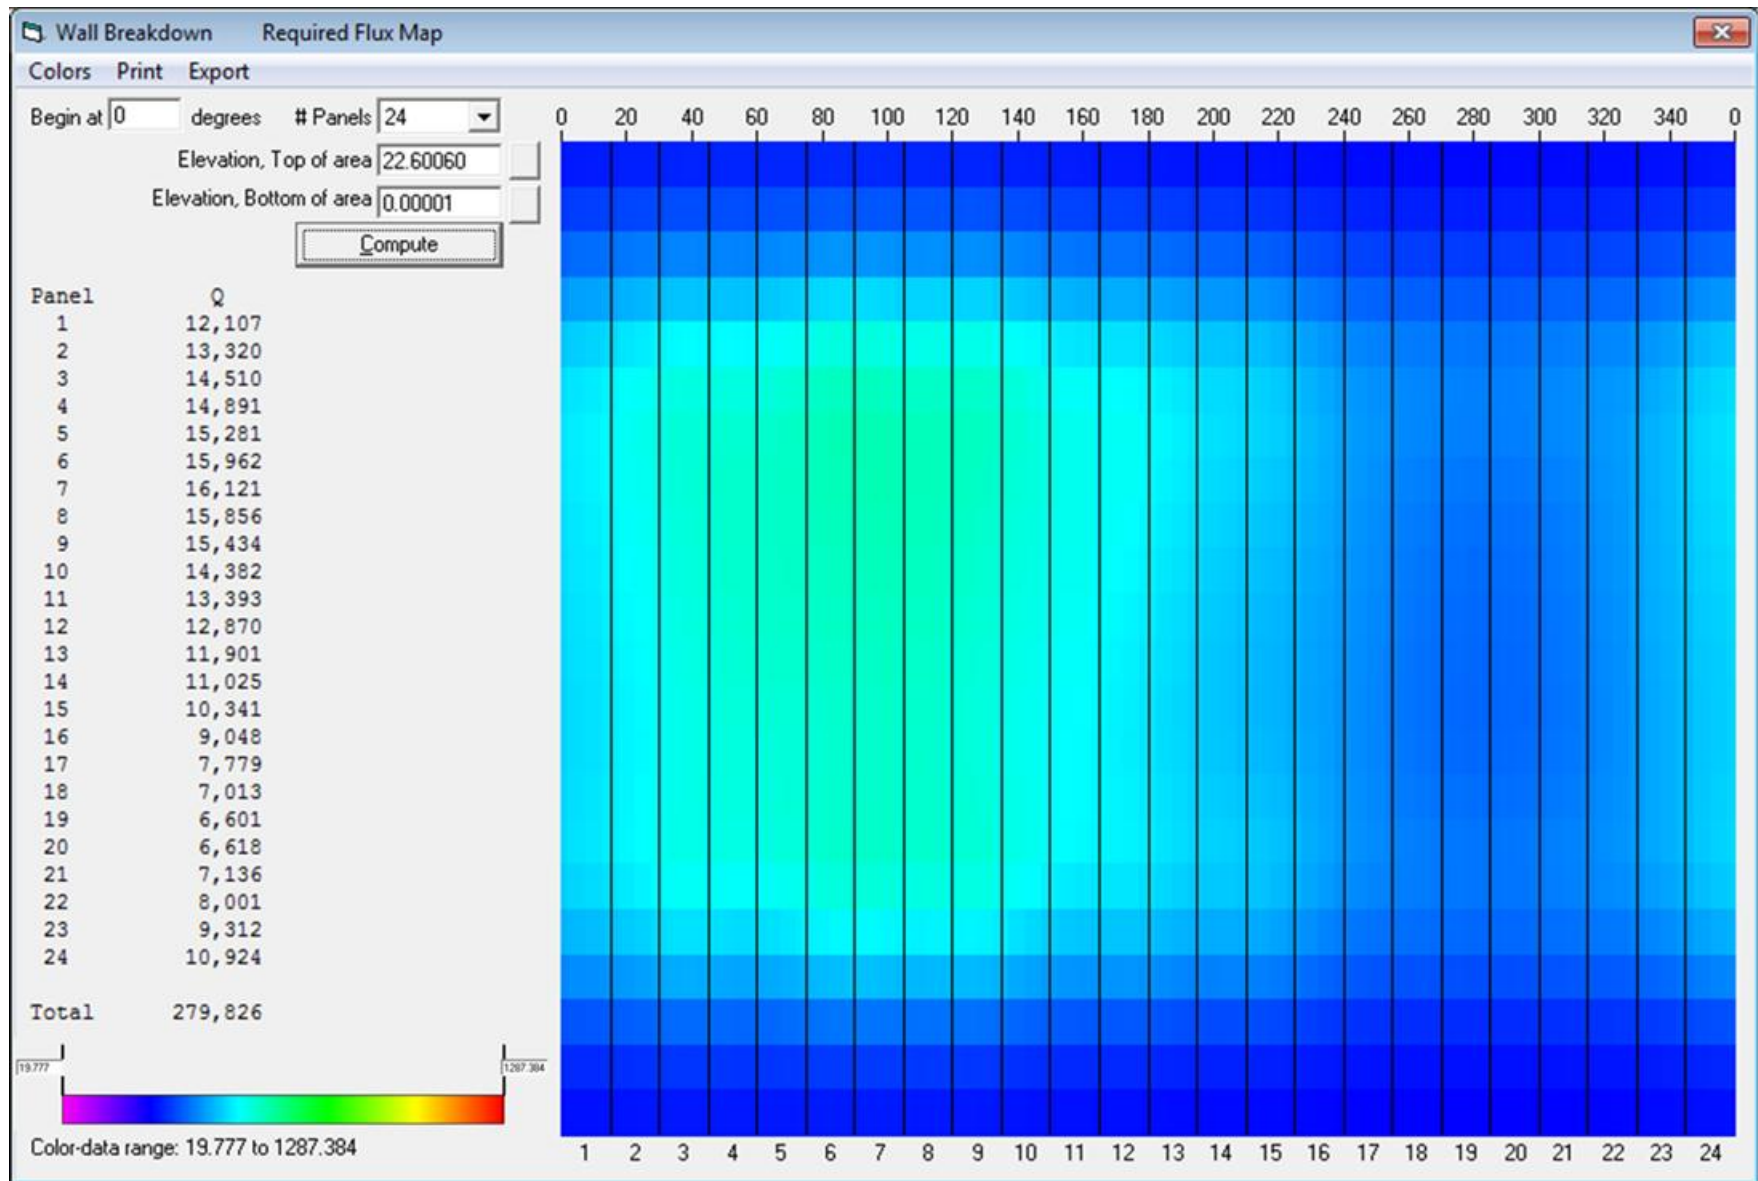 Wall Breakdown Required Flux Map
Colors Print Export
Begin at 0 degrees # Panels 24
Elevation, Top of area 22.60060
Elevation, Bottom of area 0.00001
Compute
Panel Q
1 12,107
2 13,320
3 14,510
4 14,891
5 15,281
6 15,962
7 16,121
8 15,856
9 15,434
10 14,382
11 13,393
12 12,870
13 11,901
14 11,025
15 10,341
16 9,048
17 7,779
18 7,013
19 6,601
20 6,618
21 7,136
22 8,001
23 9,312
24 10,924
Total 279,826
19.777 1287.384
Color-data range: 19.777 to 1287.384
0 20 40 60 80 100 120 140 160 180 200 220 240 260 280 300 320 340 0
1 2 3 4 5 6 7 8 9 10 11 12 13 14 15 16 17 18 19 20 21 22 23 24